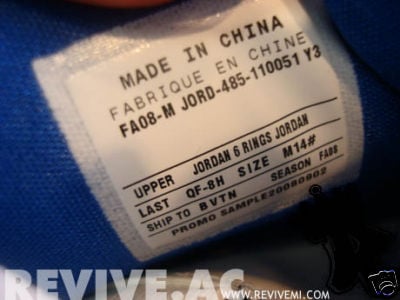 MADE IN CHINA
FABRIQUE EN CHINE
FA08-M JORD-485-110051 Y3
UPPER JORDAN 6 RINGS JORDAN
LAST QF-8H SIZE M14#
SHIP TO BVTN SEASON FA08
PROMO SAMPLE20080902
REVIVE.AC
WWW.REVIVEMI.COM